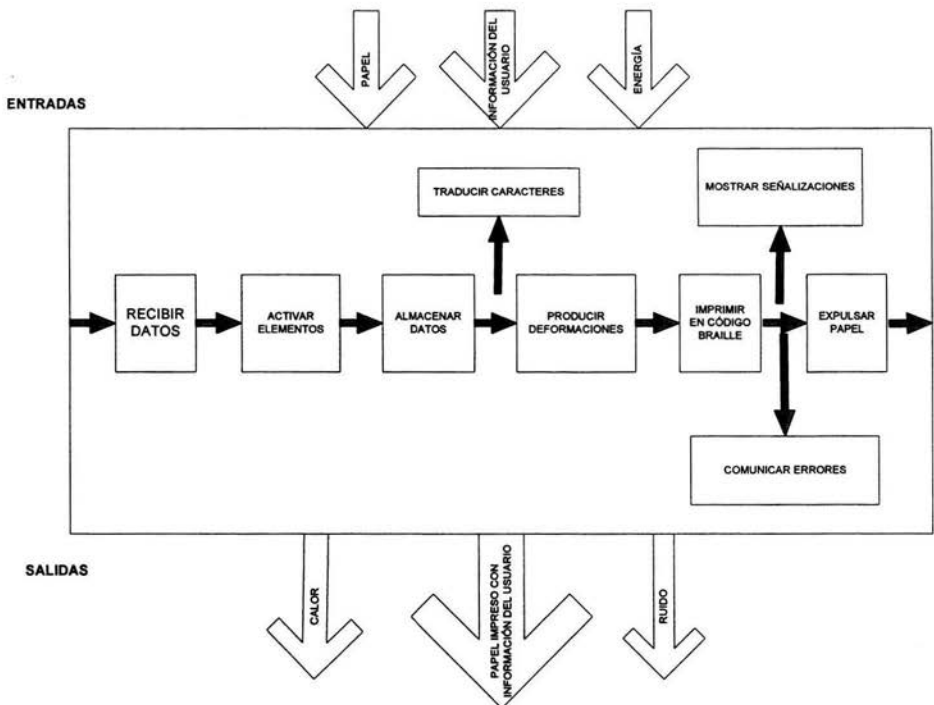 PAPEL
INFORMACIÓN DEL
USUARIO
ENERGÍA
ENTRADAS
TRADUCIR CARACTERES
MOSTRAR SEÑALIZACIONES
RECIBIR
DATOS
ACTIVAR
ELEMENTOS
ALMACENAR
DATOS
PRODUCIR
DEFORMACIONES
IMPRIMIR
EN CÓDIGO
BRAILLE
EXPULSAR
PAPEL
COMUNICAR ERRORES
SALIDAS
CALOR
PAPEL IMPRESO CON
INFORMACIÓN DEL USUARIO
RUIDO